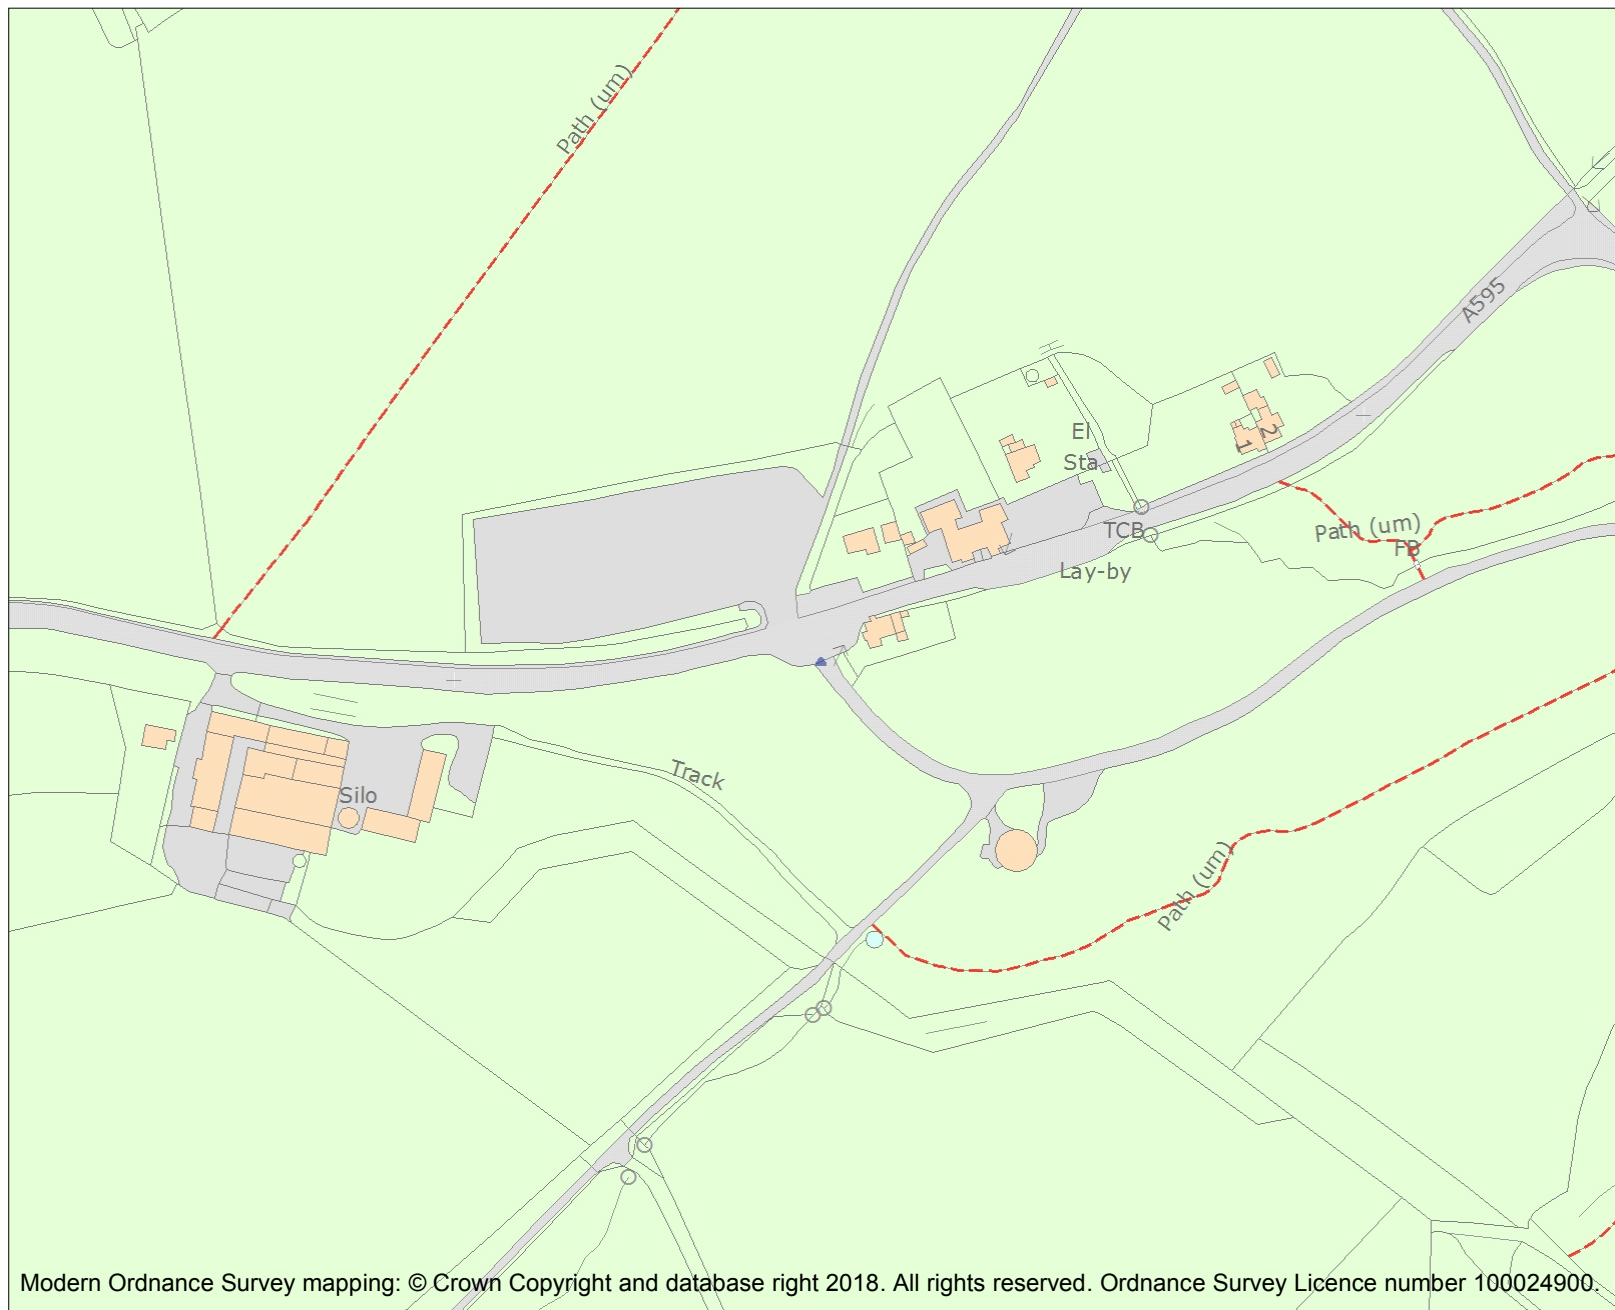 Path (um)
A595
El
Sta
2
1
TCB
Path (um)
FB
Lay-by
Track
Silo
Path (um)
Modern Ordnance Survey mapping: © Crown Copyright and database right 2018. All rights reserved. Ordnance Survey Licence number 100024900.